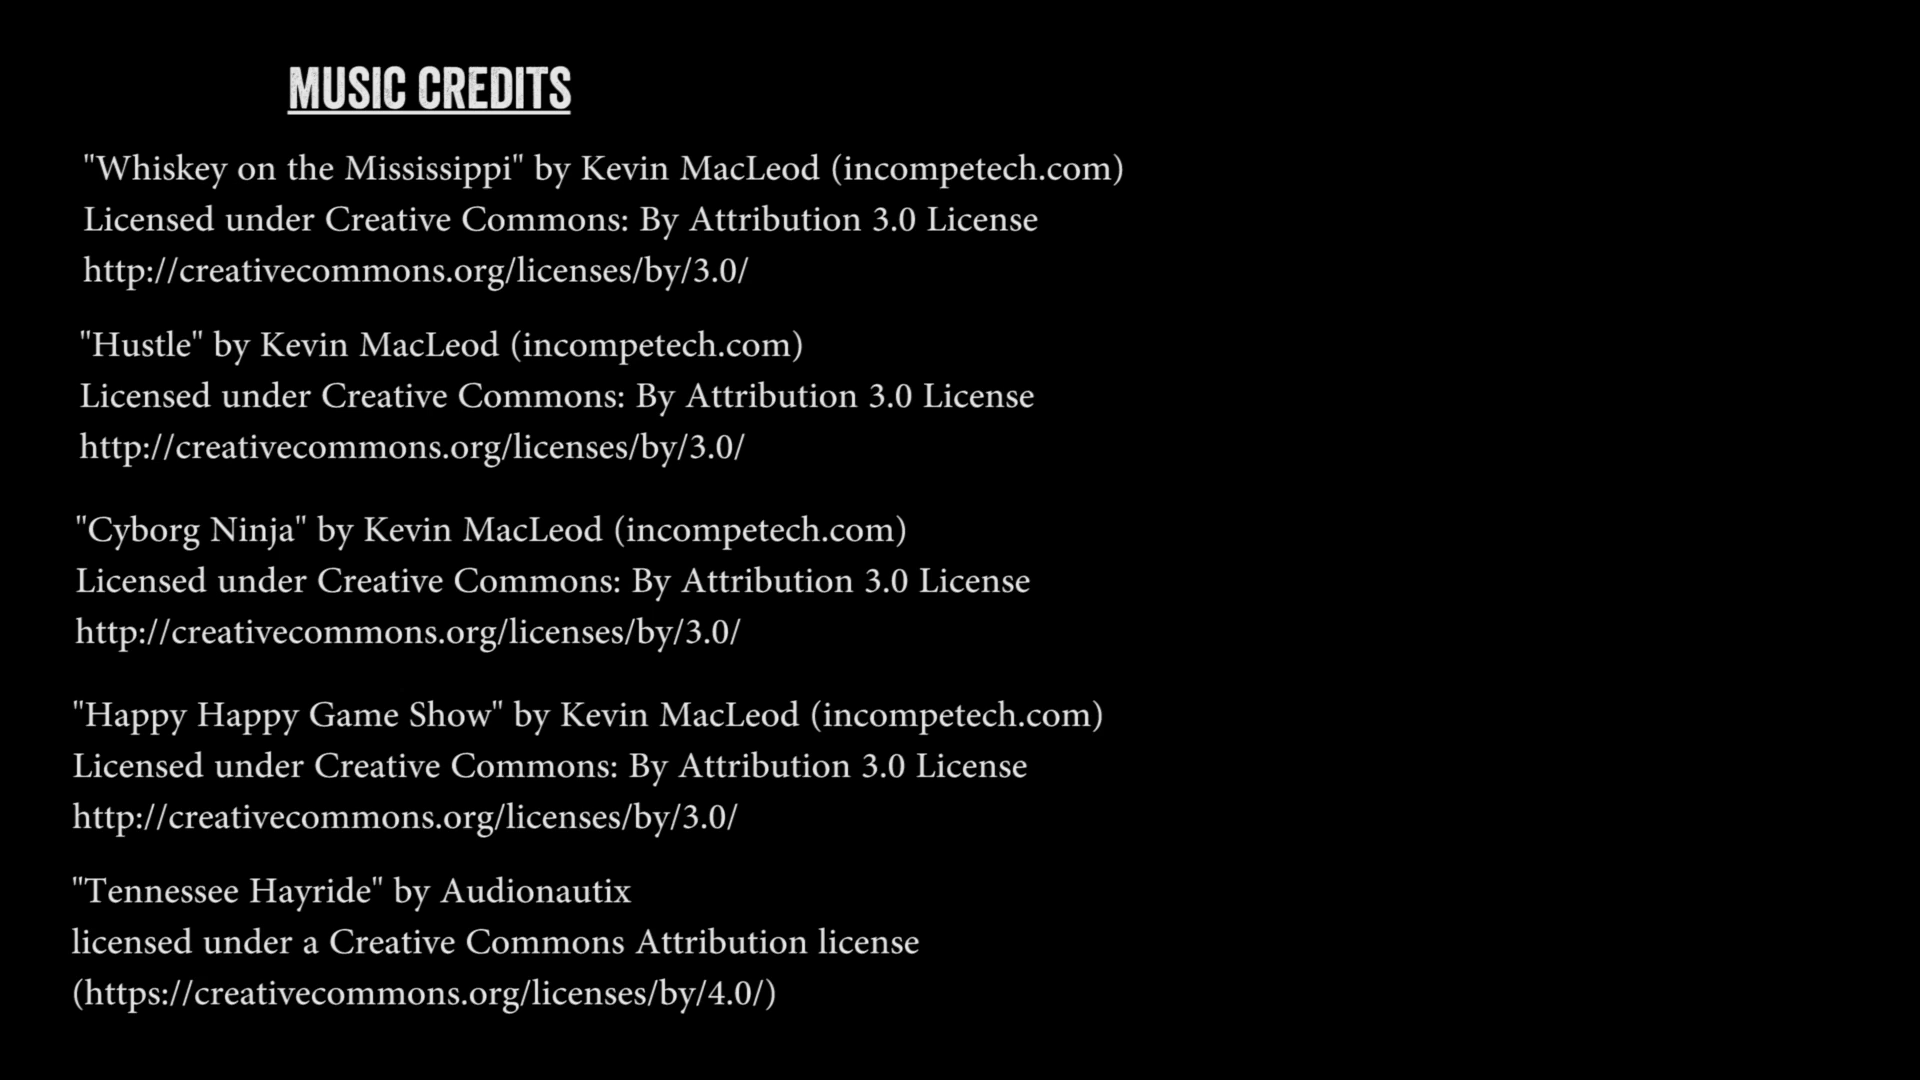 MUSIC CREDITS
"Whiskey on the Mississippi" by Kevin MacLeod (incompetech.com)
Licensed under Creative Commons: By Attribution 3.0 License
http://creativecommons.org/licenses/by/3.0/
"Hustle" by Kevin MacLeod (incompetech.com)
Licensed under Creative Commons: By Attribution 3.0 License
http://creativecommons.org/licenses/by/3.0/
"Cyborg Ninja" by Kevin MacLeod (incompetech.com)
Licensed under Creative Commons: By Attribution 3.0 License
http://creativecommons.org/licenses/by/3.0/
"Happy Happy Game Show" by Kevin MacLeod (incompetech.com)
Licensed under Creative Commons: By Attribution 3.0 License
http://creativecommons.org/licenses/by/3.0/
"Tennessee Hayride" by Audionautix
licensed under a Creative Commons Attribution license
(https://creativecommons.org/licenses/by/4.0/)